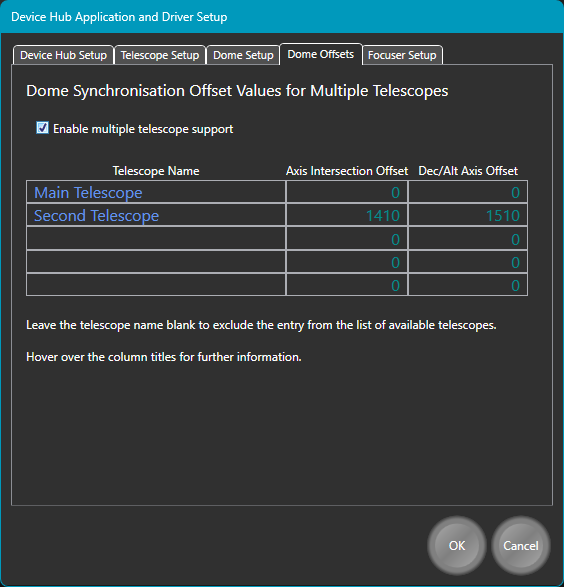 Device Hub Application and Driver Setup
Device Hub Setup Telescope Setup Dome Setup Dome Offsets Focuser Setup
Dome Synchronisation Offset Values for Multiple Telescopes
Enable multiple telescope support
Telescope Name Axis Intersection Offset Dec/Alt Axis Offset
Main Telescope 0 0
Second Telescope 1410 1510
0 0
0 0
0 0
Leave the telescope name blank to exclude the entry from the list of available telescopes.
Hover over the column titles for further information.
OK Cancel